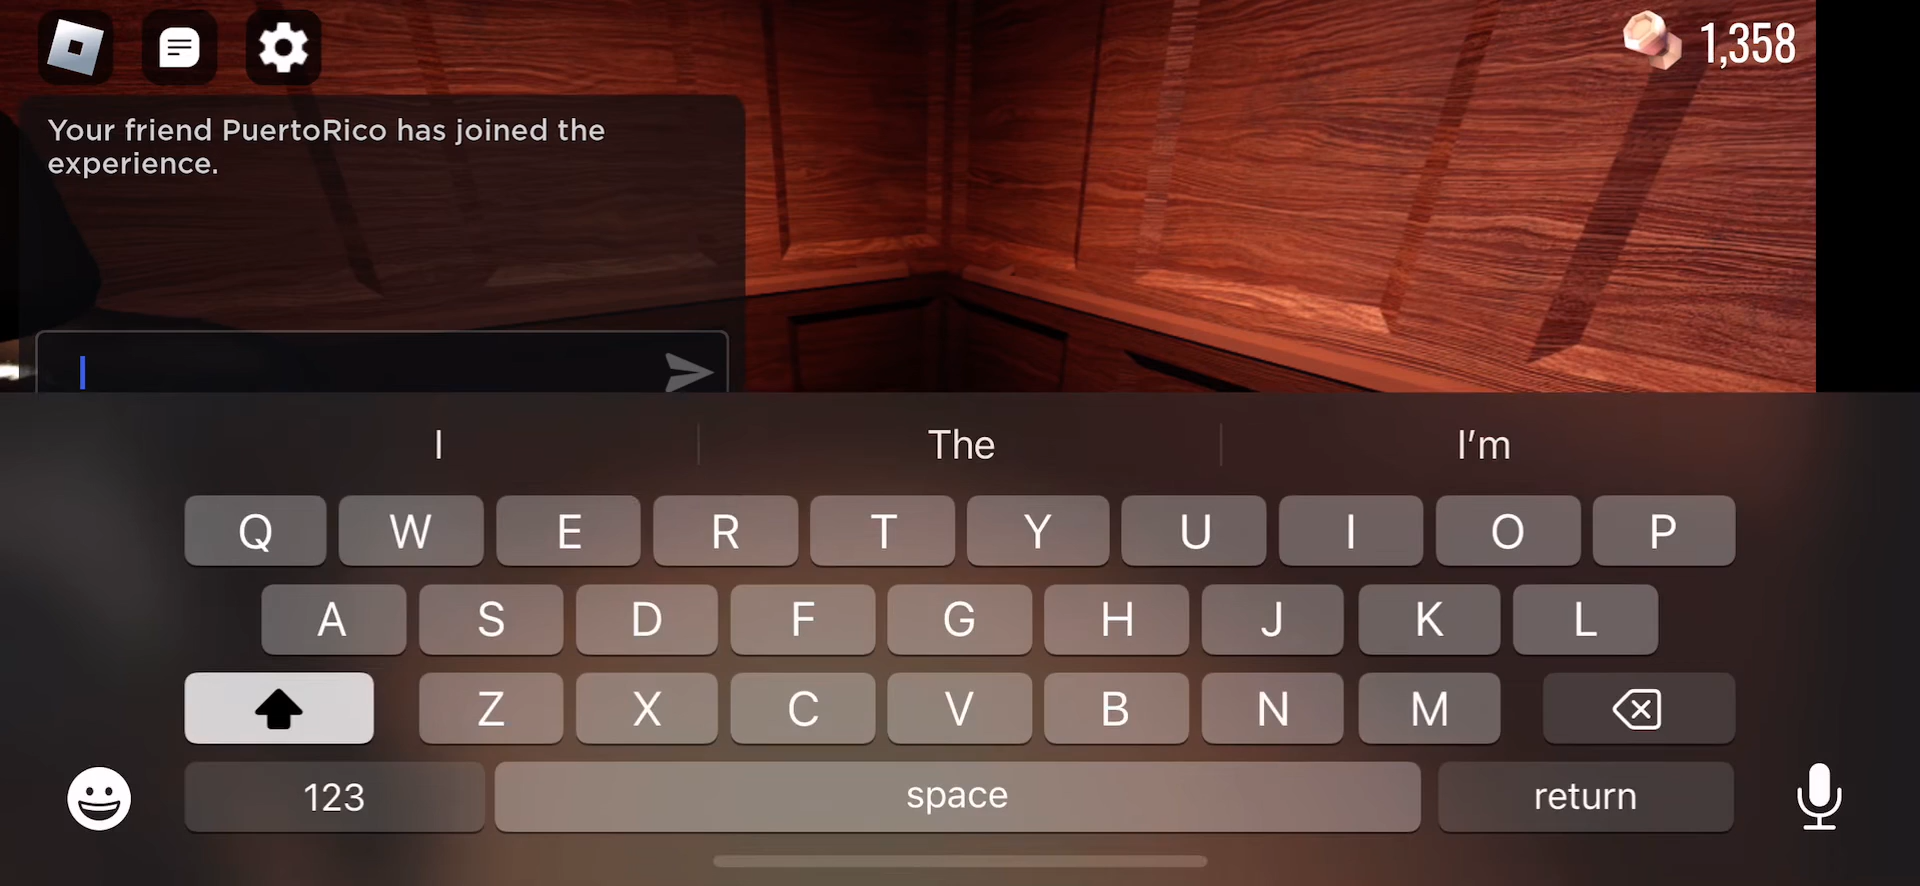 1,358
Your friend PuertoRico has joined the
experience.
I
The
I'm
Q W E R T Y U I O P
A S D F G H J K L
Z X C V B N M
123
space
return